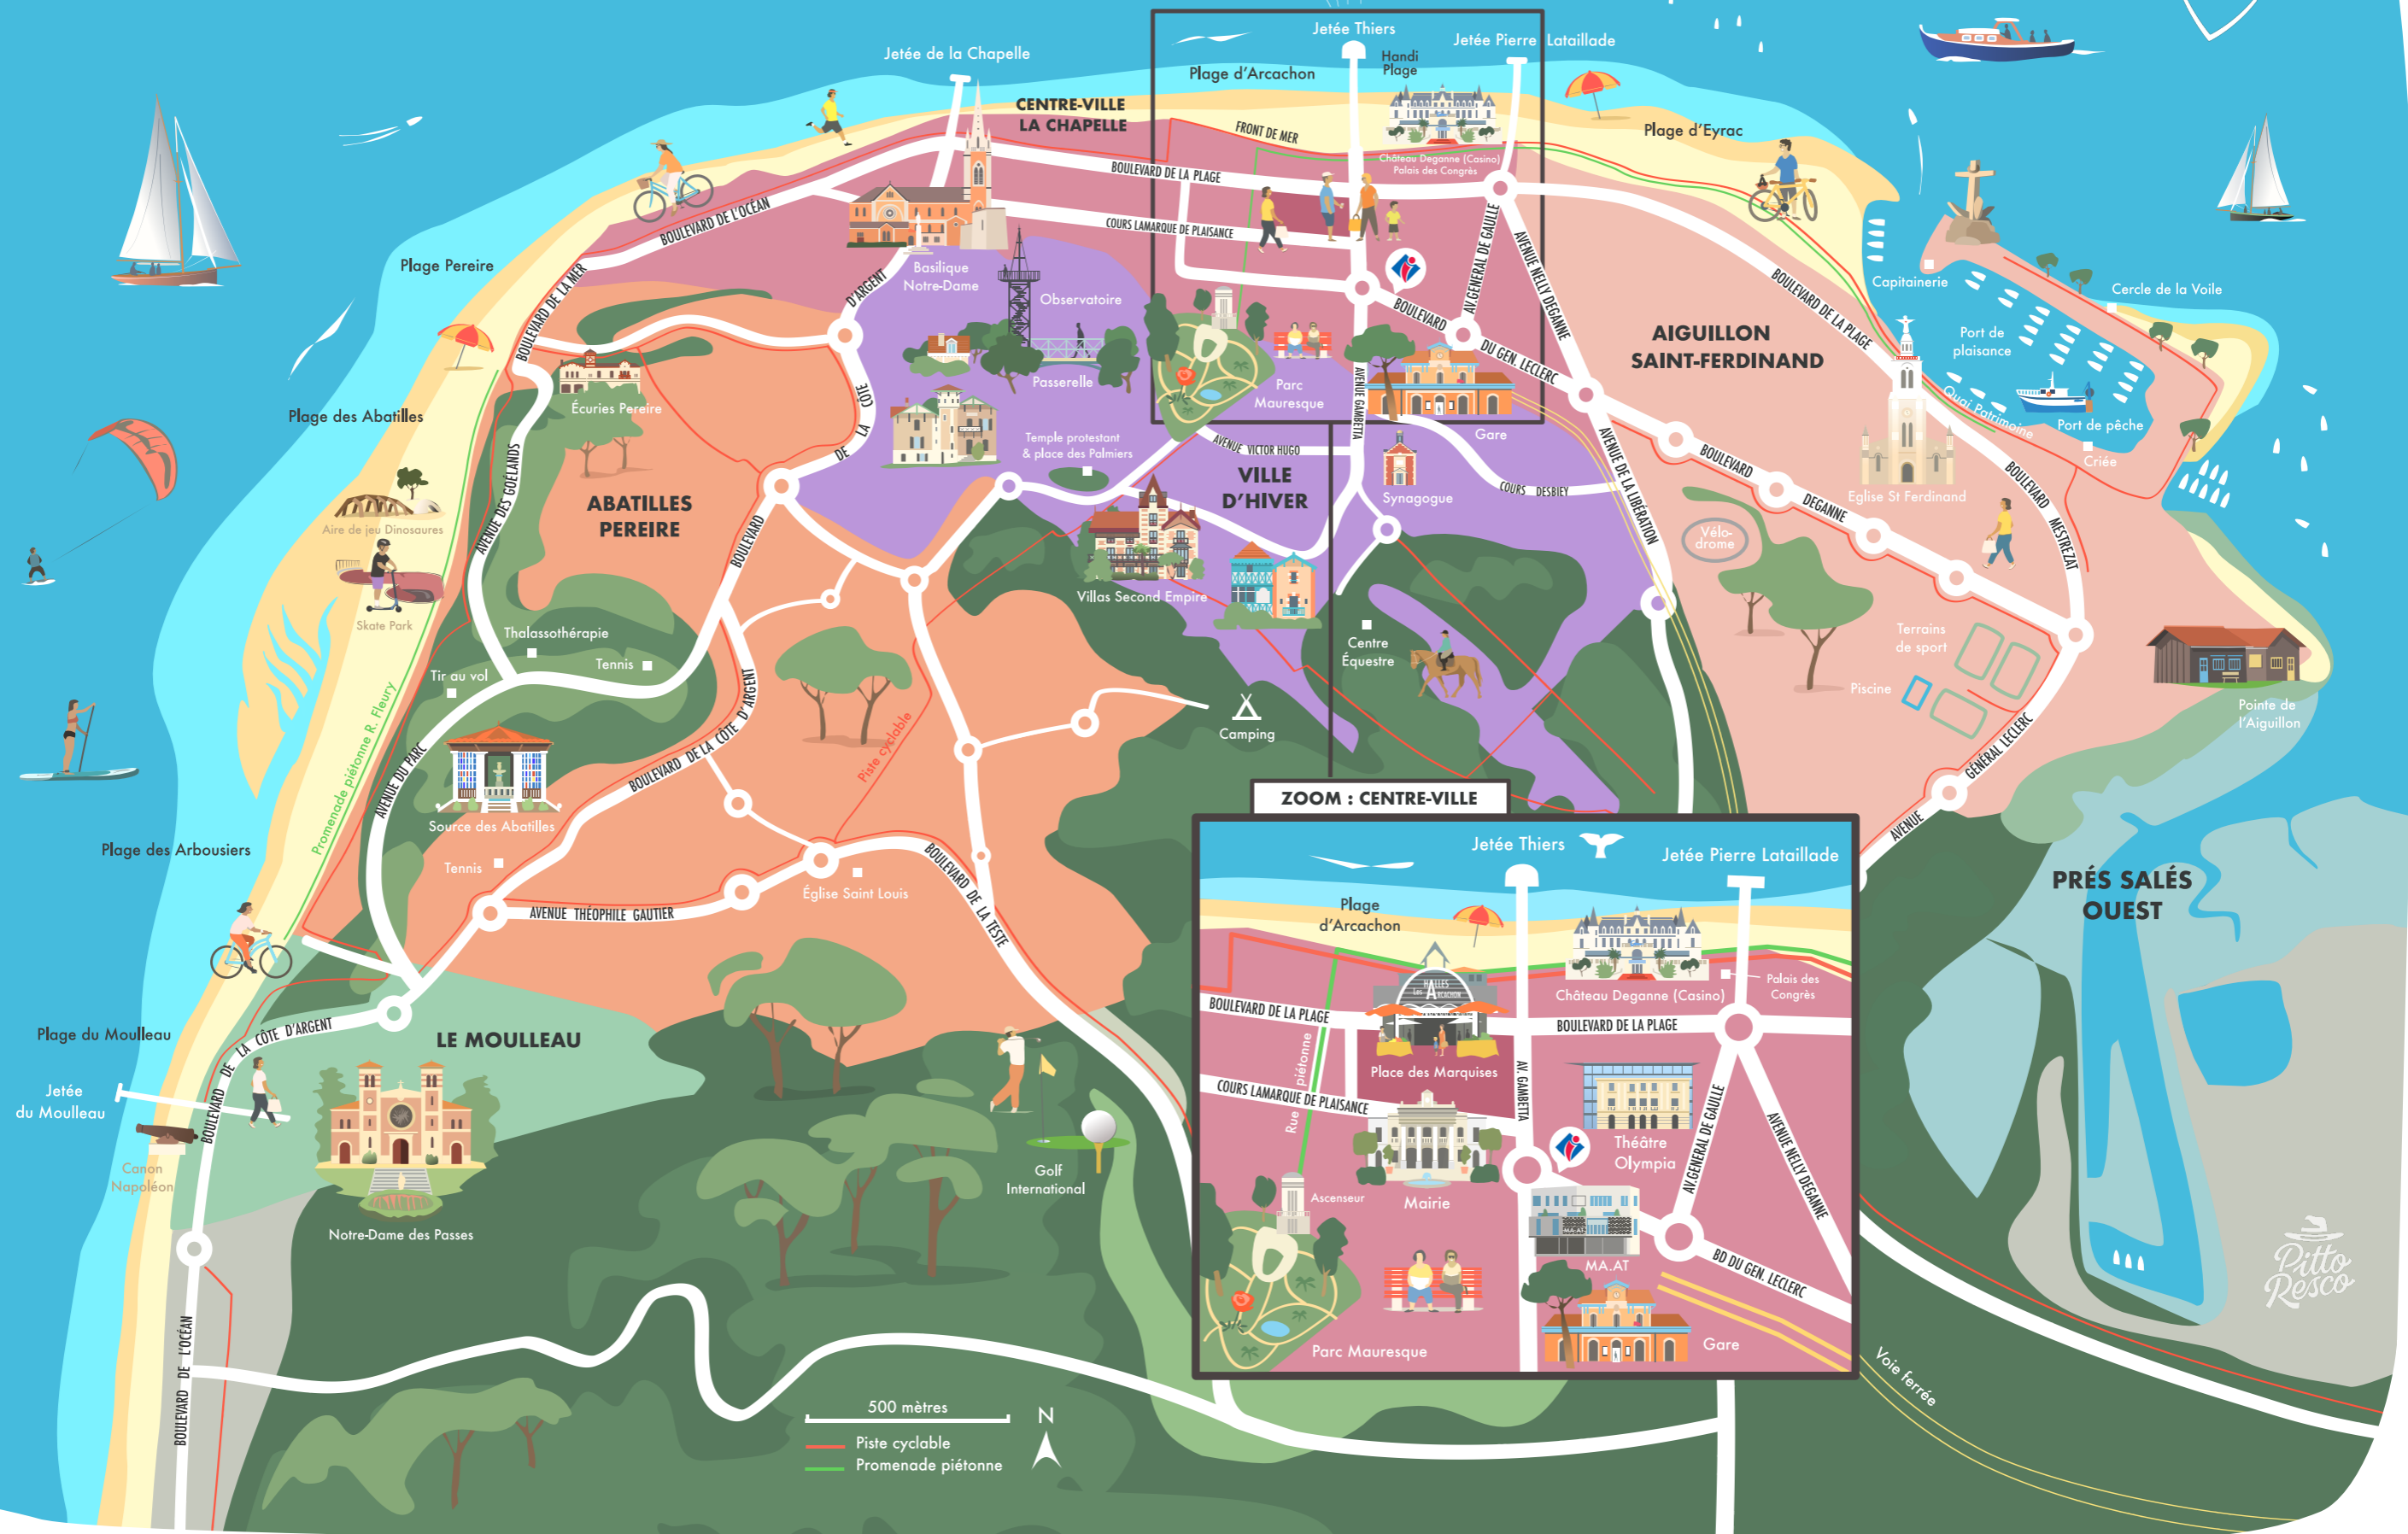 Jetée de la Chapelle
Jetée Thiers
Jetée Pierre Lataillade
Handi
Plage
Plage d'Arcachon
CENTRE-VILLE
LA CHAPELLE
FRONT DE MER
Plage d'Eyrac
Château Deganne (Casino)
Palais des Congrès
BOULEVARD DE LA PLAGE
BOULEVARD DE L'OCÉAN
COURS LAMARQUE DE PLAISANCE
AV.GENERAL DE GAULLE
AVENUE NELLY DEGANNE
BOULEVARD DE LA PLAGE
Capitainerie
Cercle de la Voile
Plage Pereire
BOULEVARD DE LA MER
Basilique
Notre-Dame
D'ARGENT
Observatoire
BOULEVARD
DU GEN. LECLERC
AIGUILLON
SAINT-FERDINAND
Port de
plaisance
Passerelle
Parc
Mauresque
AVENUE GAMBETTA
Écuries Pereire
Plage des Abatilles
CÔTE
LA
DE
Quai Patrimoine
Port de pêche
Criée
Gare
Temple protestant
& place des Palmiers
AVENUE VICTOR HUGO
VILLE
D'HIVER
Synagogue
COURS DESBIEY
AVENUE DE LA LIBÉRATION
BOULEVARD
DEGANNE
Eglise St Ferdinand
BOULEVARD MESTREZAT
ABATILLES
PEREIRE
AVENUE DES GOÉLANDS
Aire de jeu Dinosaures
BOULEVARD
Vélo-
drome
Skate Park
Villas Second Empire
Centre
Équestre
Thalassothérapie
Tennis
Tir au vol
Terrains
de sport
Piscine
Pointe de
l'Aiguillon
Promenade piétonne R. Fleury
AVENUE DU PARC
BOULEVARD DE LA CÔTE D'ARGENT
Piste cyclable
Camping
AVENUE
GÉNÉRAL LECLERC
Source des Abatilles
Plage des Arbousiers
Tennis
Église Saint Louis
AVENUE THÉOPHILE GAUTIER
BOULEVARD DE LA TESTE
PRÉS SALÉS
OUEST
ZOOM : CENTRE-VILLE
Jetée Thiers
Jetée Pierre Lataillade
Plage
d'Arcachon
HALLES
Les
ARCACHON
Château Deganne (Casino)
Palais des
Congrès
BOULEVARD DE LA PLAGE
BOULEVARD DE LA PLAGE
Rue piétonne
Place des Marquises
COURS LAMARQUE DE PLAISANCE
AV. GAMBETTA
AV.GENERAL DE GAULLE
AVENUE NELLY DEGANNE
Théâtre
Olympia
Ascenseur
Mairie
MA.AT
BD DU GEN. LECLERC
Parc Mauresque
Gare
Plage du Moulleau
BOULEVARD DE LA CÔTE D'ARGENT
LE MOULLEAU
Jetée
du Moulleau
Canon
Napoléon
Notre-Dame des Passes
Golf
International
BOULEVARD DE L'OCÉAN
Voie ferrée
Pitto
Resco
500 mètres
N
Piste cyclable
Promenade piétonne